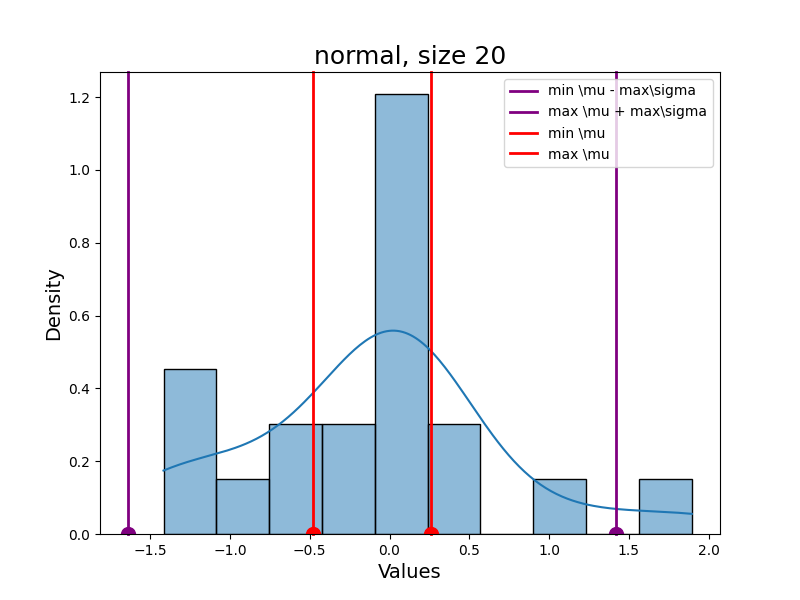 normal, size 20
min \mu - max\sigma
max \mu + max\sigma
min \mu
max \mu
Density
1.2
1.0
0.8
0.6
0.4
0.2
0.0
−1.5 −1.0 −0.5 0.0 0.5 1.0 1.5 2.0
Values